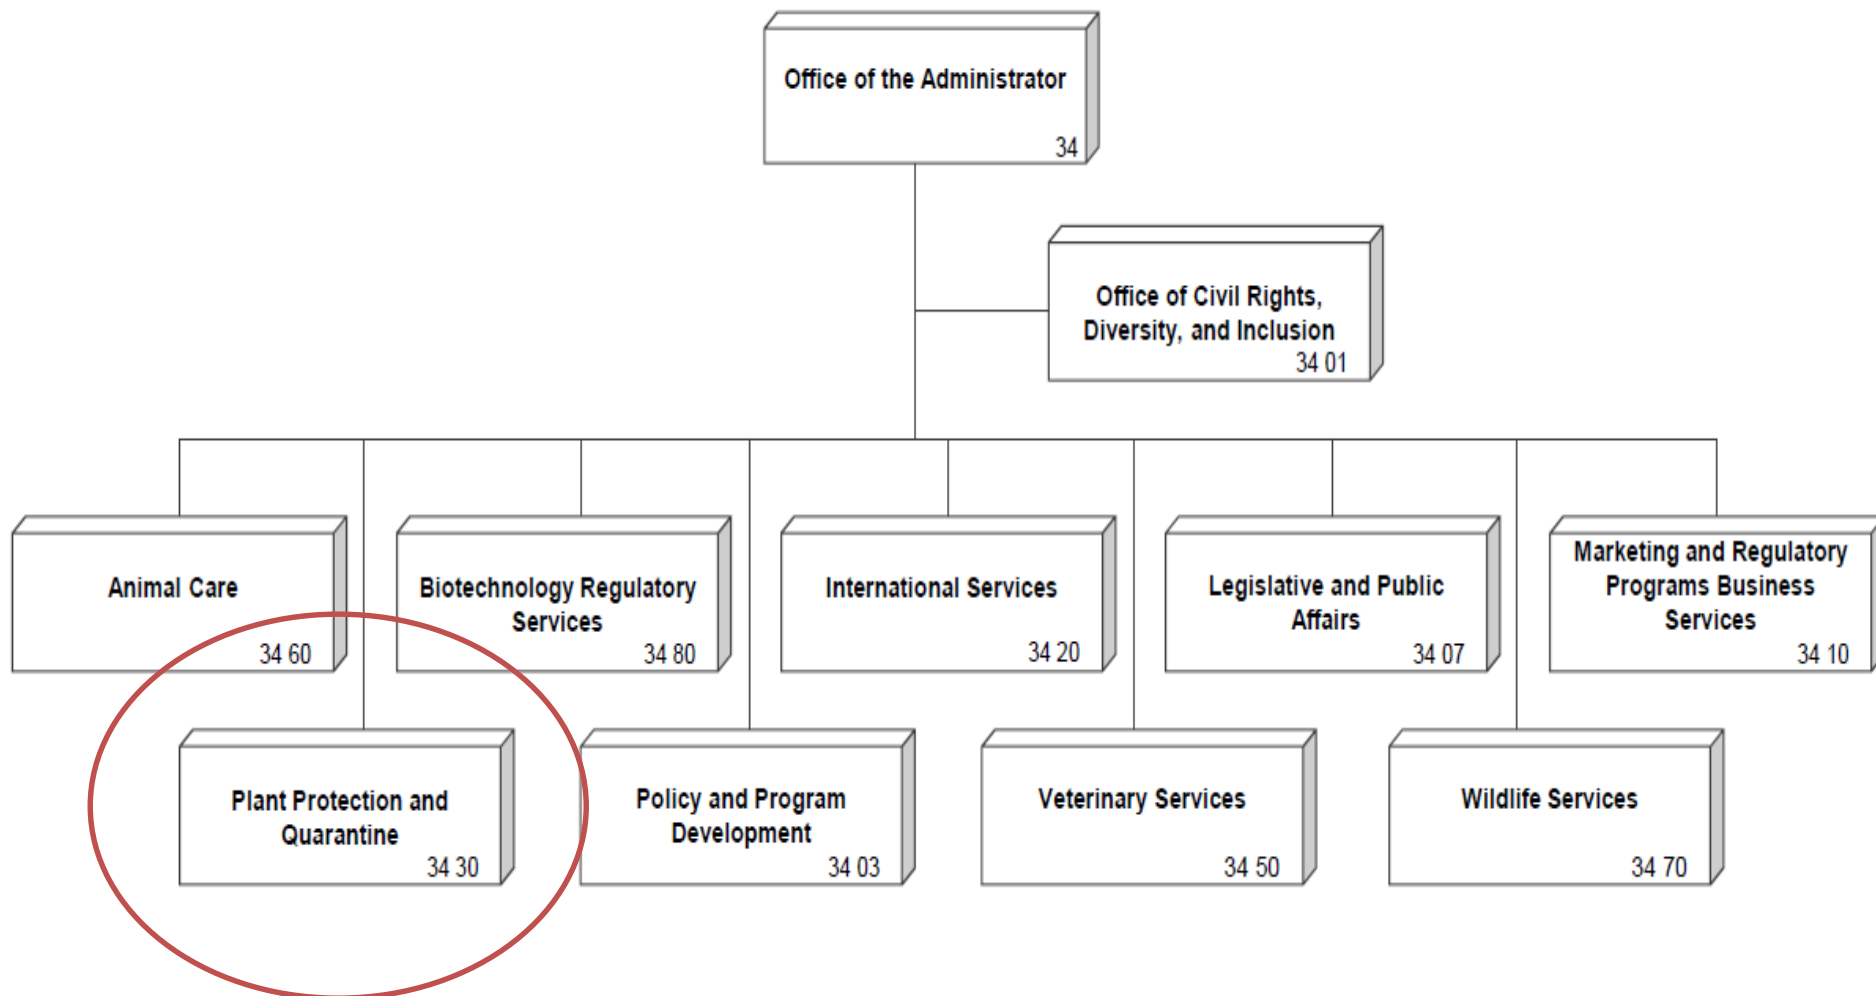 Office of the Administrator
34
Office of Civil Rights,
Diversity, and Inclusion
34 01
Animal Care
34 60
Biotechnology Regulatory
Services
34 80
International Services
34 20
Legislative and Public
Affairs
34 07
Marketing and Regulatory
Programs Business
Services
34 10
Plant Protection and
Quarantine
34 30
Policy and Program
Development
34 03
Veterinary Services
34 50
Wildlife Services
34 70